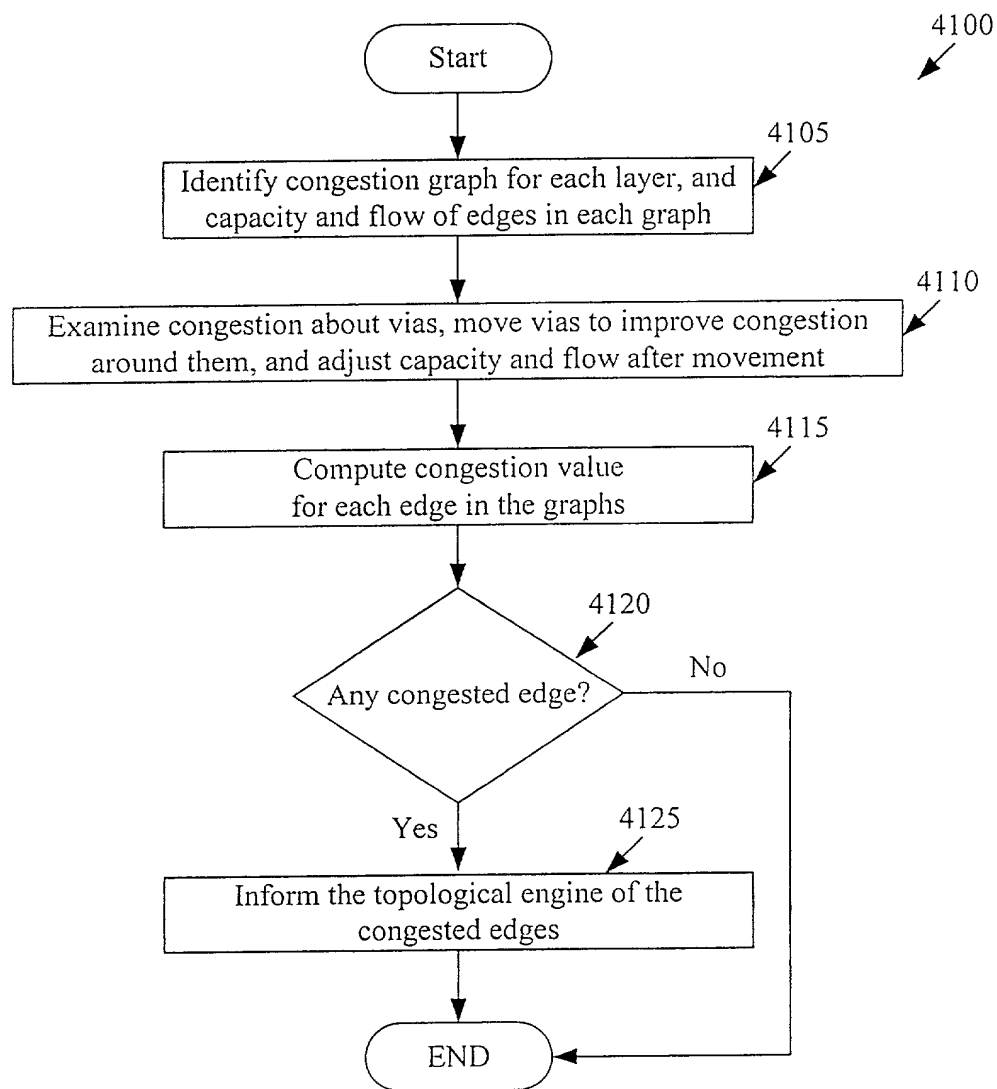 4100
Start
4105
Identify congestion graph for each layer, and
capacity and flow of edges in each graph
4110
Examine congestion about vias, move vias to improve congestion
around them, and adjust capacity and flow after movement
4115
Compute congestion value
for each edge in the graphs
4120
Any congested edge?
No
Yes
4125
Inform the topological engine of the
congested edges
END